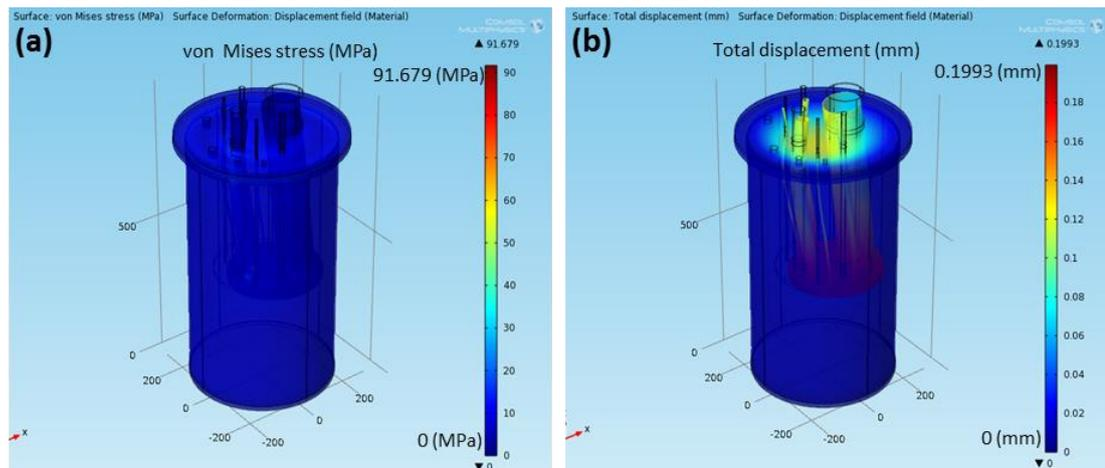 Surface: von Mises stress (MPa) Surface Deformation: Displacement field (Material)
COMSOL
MULTIPHYSICS
(a)
▲ 91.679
von Mises stress (MPa)
91.679 (MPa)
90
80
70
60
50
40
30
20
10
0
500
0
200
0
-200
-200
0
200
x
0 (MPa)
▼ 0
Surface: Total displacement (mm) Surface Deformation: Displacement field (Material)
COMSOL
MULTIPHYSICS
(b)
▲ 0.1993
Total displacement (mm)
0.1993 (mm)
0.18
0.16
0.14
0.12
0.1
0.08
0.06
0.04
0.02
0
500
0
200
0
-200
-200
0
200
x
0 (mm)
▼ 0